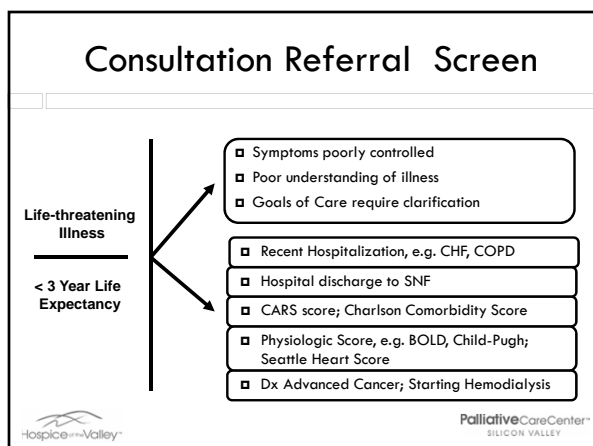 Consultation Referral Screen
Life-threatening
Illness
< 3 Year Life
Expectancy
Symptoms poorly controlled
Poor understanding of illness
Goals of Care require clarification
Recent Hospitalization, e.g. CHF, COPD
Hospital discharge to SNF
CARS score; Charlson Comorbidity Score
Physiologic Score, e.g. BOLD, Child-Pugh;
Seattle Heart Score
Dx Advanced Cancer; Starting Hemodialysis
Hospice of the Valley
PalliativeCareCenter
SILICON VALLEY